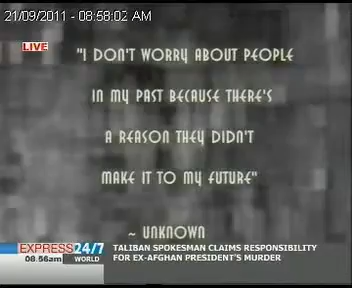 21/09/2011 - 08:58:02 AM
LIVE
"I DON'T WORRY ABOUT PEOPLE
IN MY PAST BECAUSE THERE'S
A REASON THEY DIDN'T
MAKE IT TO MY FUTURE"
~ UNKNOWN
EXPRESS 24/7
08:56am WORLD
TALIBAN SPOKESMAN CLAIMS RESPONSIBILITY
FOR EX-AFGHAN PRESIDENT'S MURDER